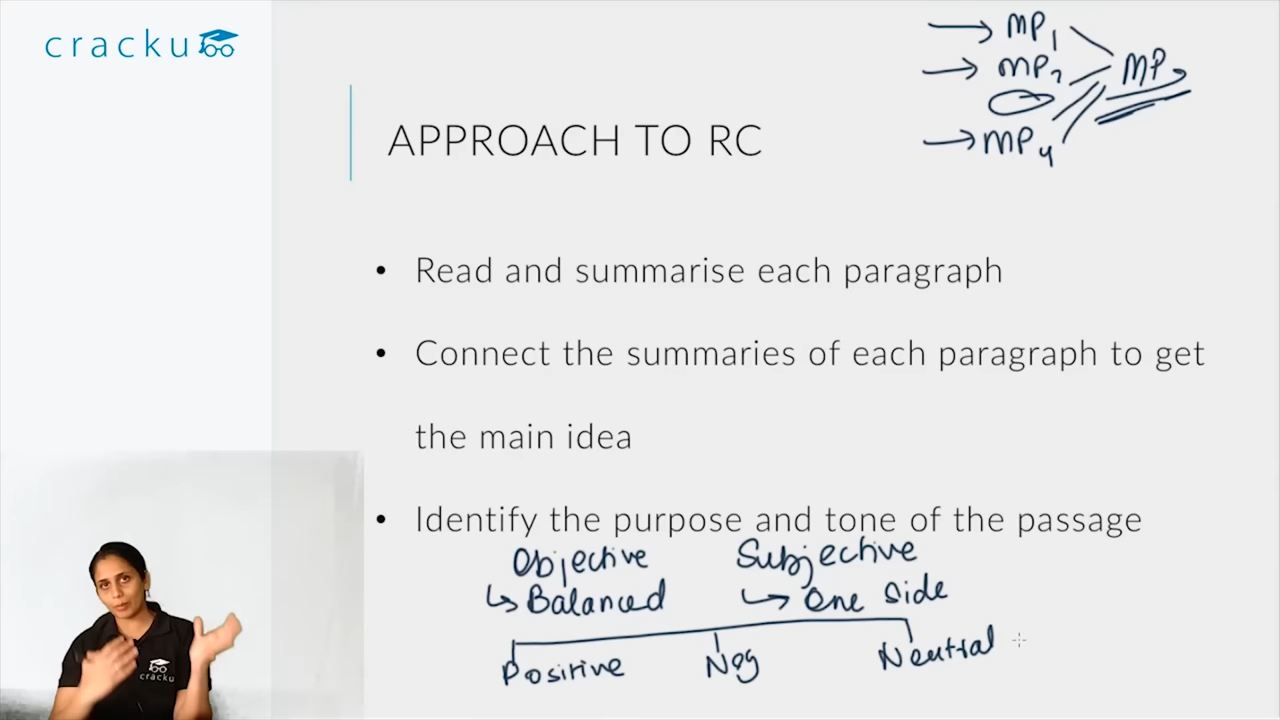 cracku
MP1
MP2
MP
MP4
APPROACH TO RC
• Read and summarise each paragraph
• Connect the summaries of each paragraph to get
the main idea
• Identify the purpose and tone of the passage
Objective Subjective
↳ Balanced ↳ One Side
Positive Neg Neutral
cracku